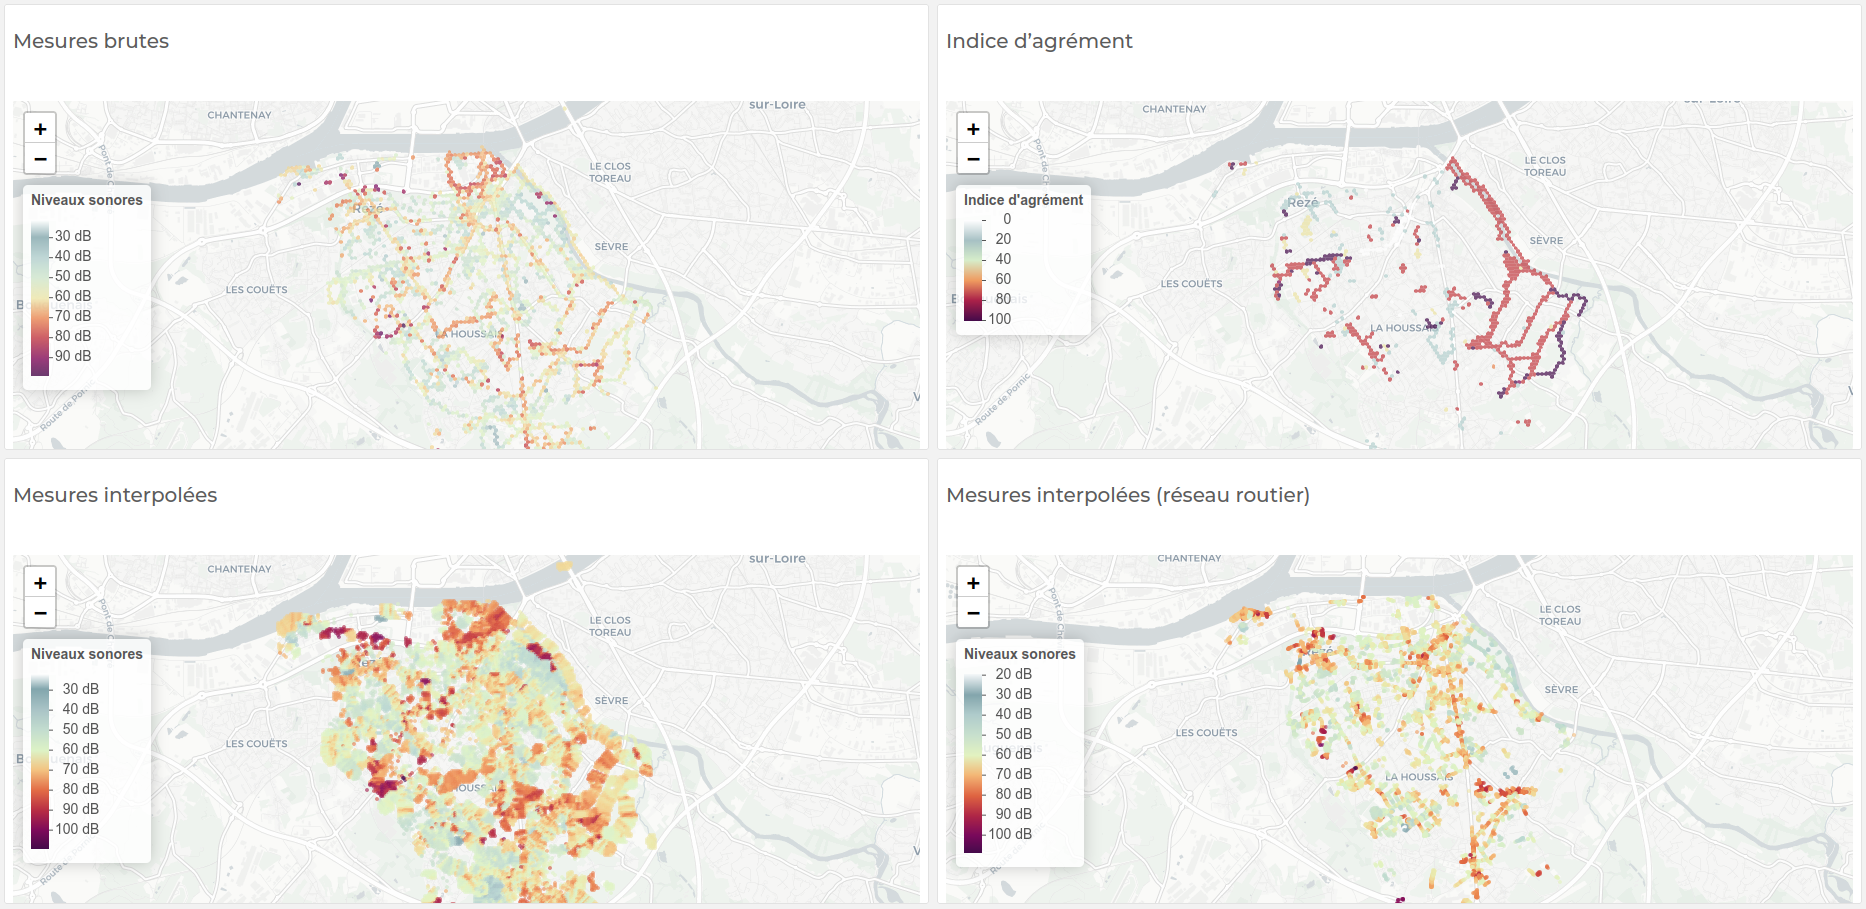 Mesures brutes
+
−
CHANTENAY
sur-Loire
LE CLOS
TOREAU
Niveaux sonores
30 dB
40 dB
50 dB
60 dB
70 dB
80 dB
90 dB
Rezé
SÈVRE
LES COUËTS
LA HOUSSAIS
Route de Por
Indice d’agrément
+
−
CHANTENAY
sur-Loire
LE CLOS
TOREAU
Indice d'agrément
0
20
40
60
80
100
Rezé
SÈVRE
LES COUËTS
LA HOUSSAIS
Route de Pornic
Mesures interpolées
+
−
CHANTENAY
sur-Loire
LE CLOS
TOREAU
Niveaux sonores
30 dB
40 dB
50 dB
60 dB
70 dB
80 dB
90 dB
100 dB
SÈVRE
LES COUËTS
HOUSSAI
Mesures interpolées (réseau routier)
+
−
CHANTENAY
LE CLOS
TOREAU
Niveaux sonores
20 dB
30 dB
40 dB
50 dB
60 dB
70 dB
80 dB
90 dB
100 dB
REZÉ
SÈVRE
LES COUËTS
LA HOUSSAIS